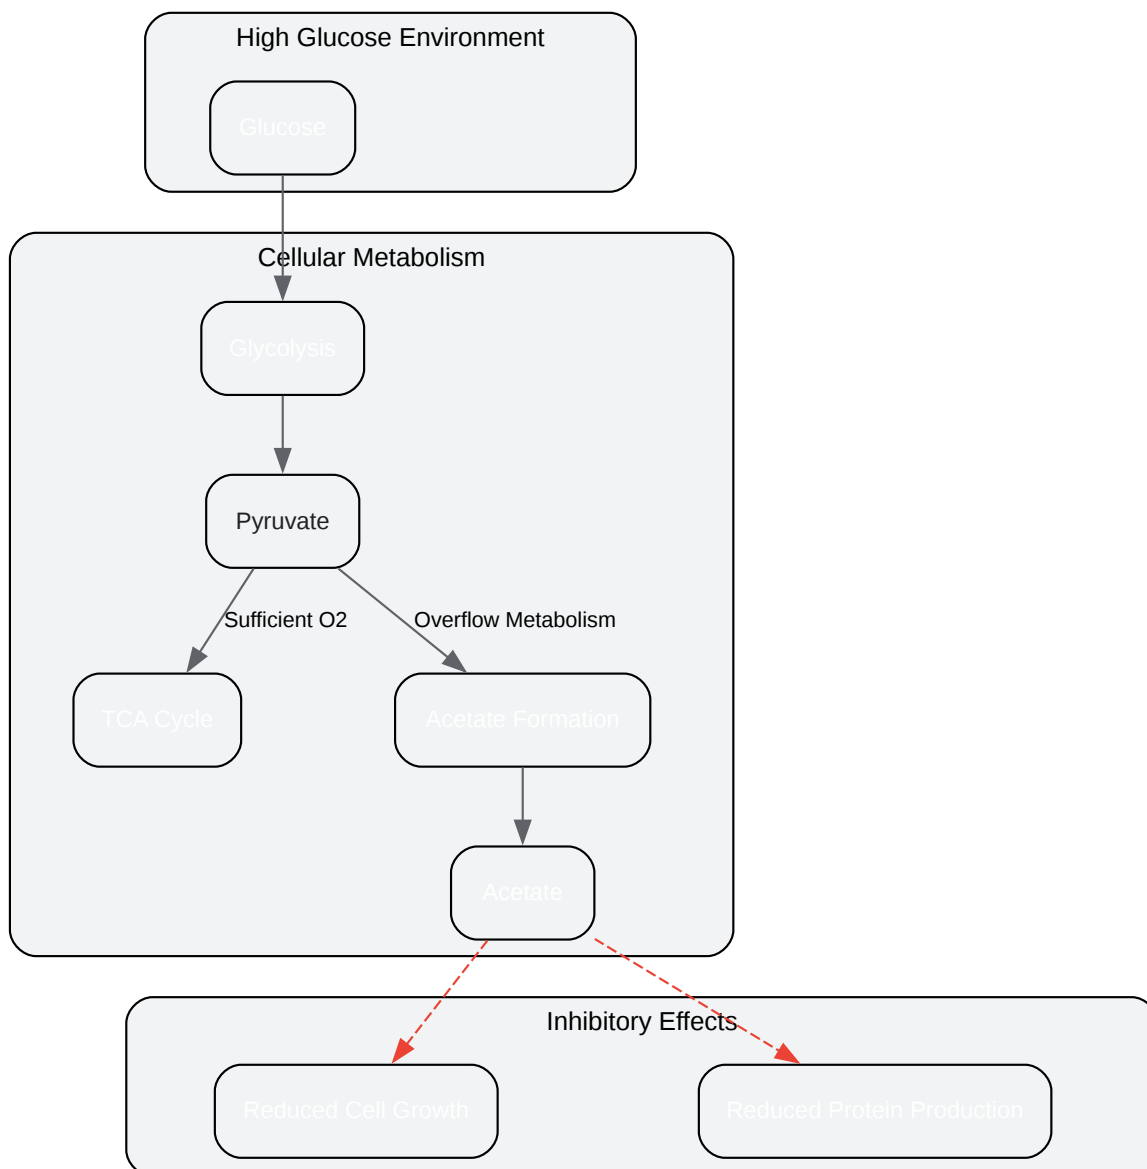 High Glucose Environment
Glucose
Cellular Metabolism
Glycolysis
Pyruvate
Sufficient O2
Overflow Metabolism
TCA Cycle
Acetate Formation
Acetate
Inhibitory Effects
Reduced Cell Growth
Reduced Protein Production